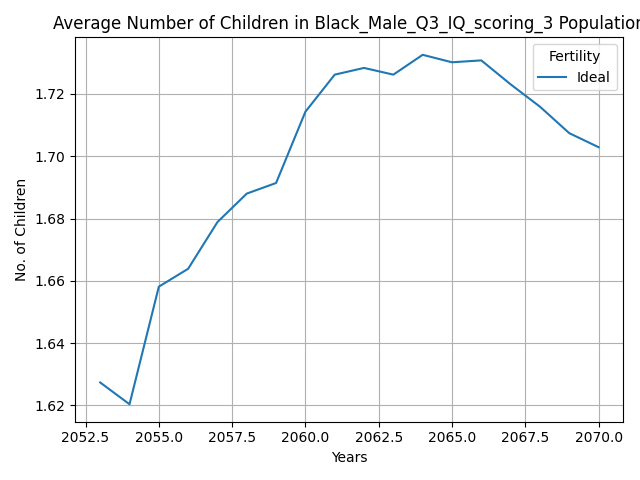 Average Number of Children in Black_Male_Q3_IQ_scoring_3 Population
Fertility
Ideal
1.72
1.70
1.68
1.66
1.64
1.62
No. of Children
2052.5 2055.0 2057.5 2060.0 2062.5 2065.0 2067.5 2070.0
Years